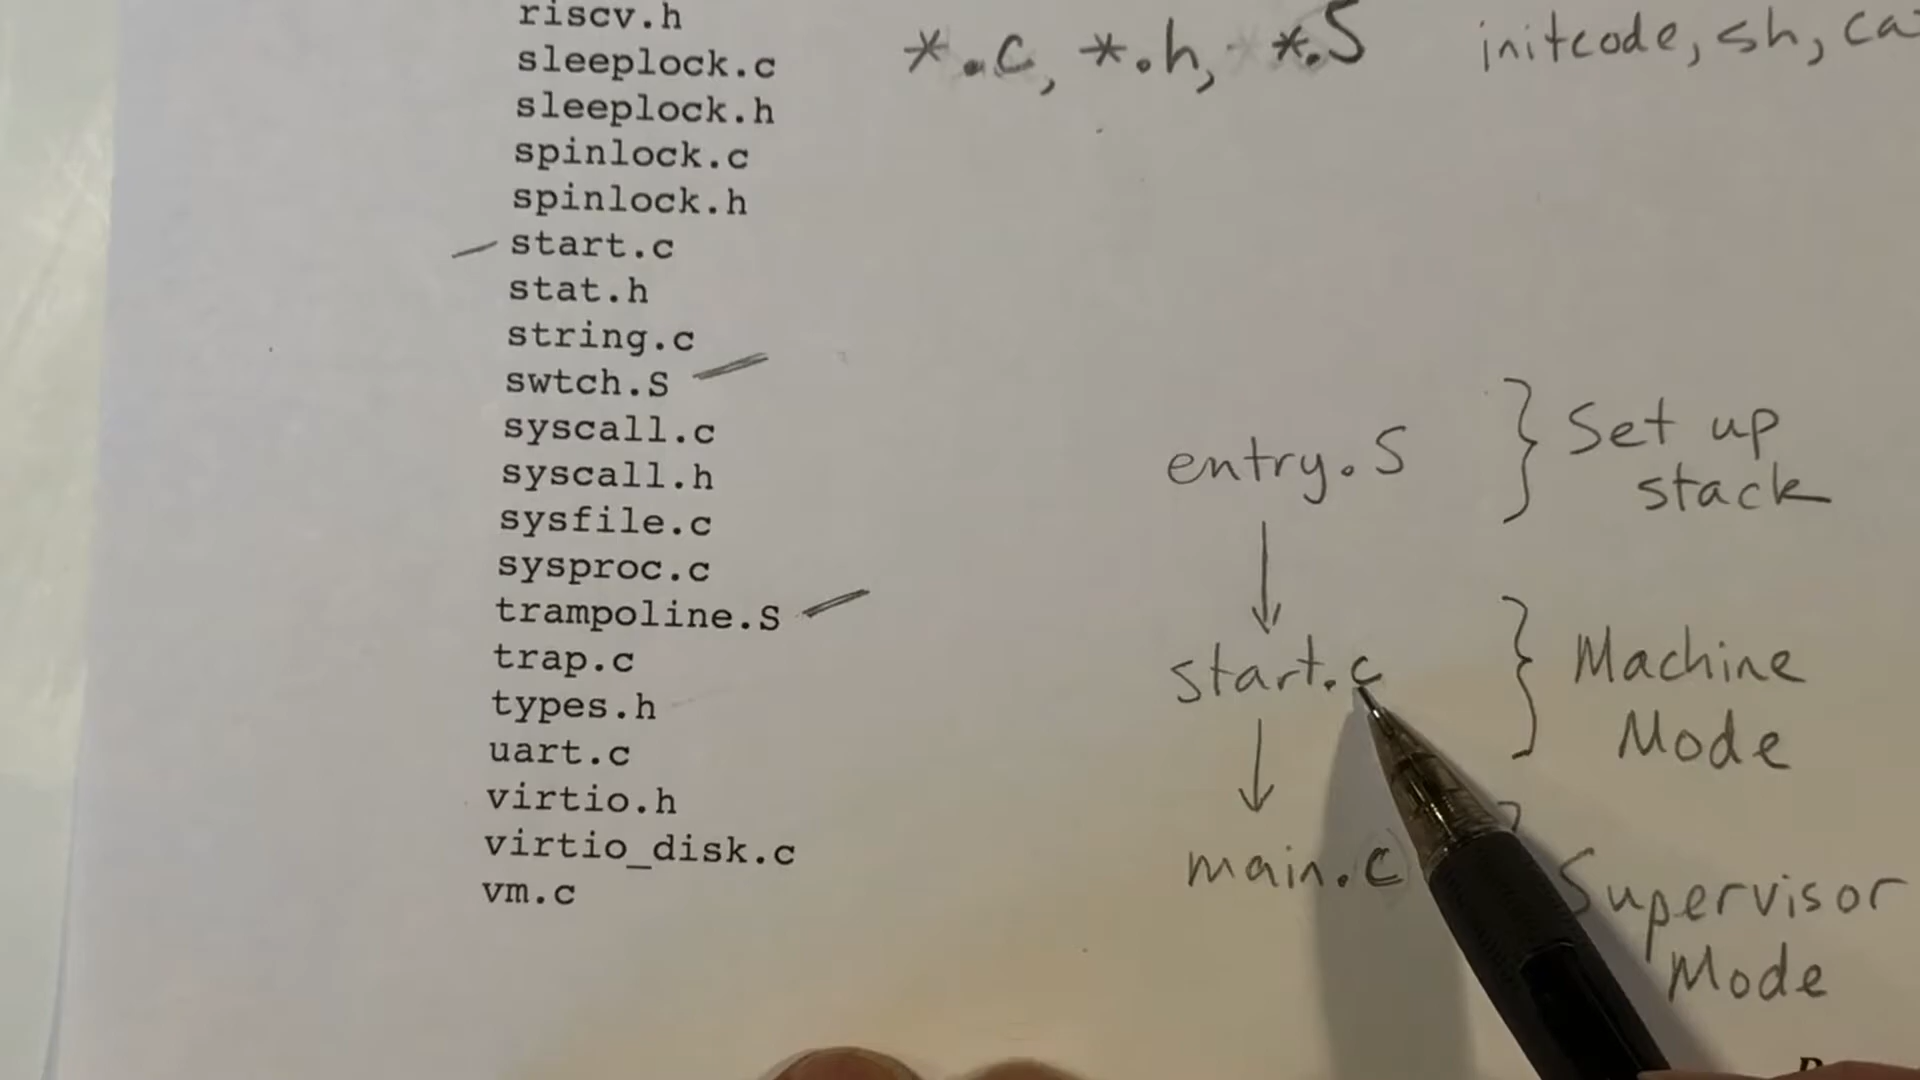 riscv.h
sleeplock.c
sleeplock.h
spinlock.c
spinlock.h
start.c
stat.h
string.c
swtch.S
syscall.c
syscall.h
sysfile.c
sysproc.c
trampoline.S
trap.c
types.h
uart.c
virtio.h
virtio_disk.c
vm.c
*.c, *.h, *.S
initcode, sh, ca
entry.S } Set up
stack
start.c } Machine
Mode
main.c } Supervisor
Mode